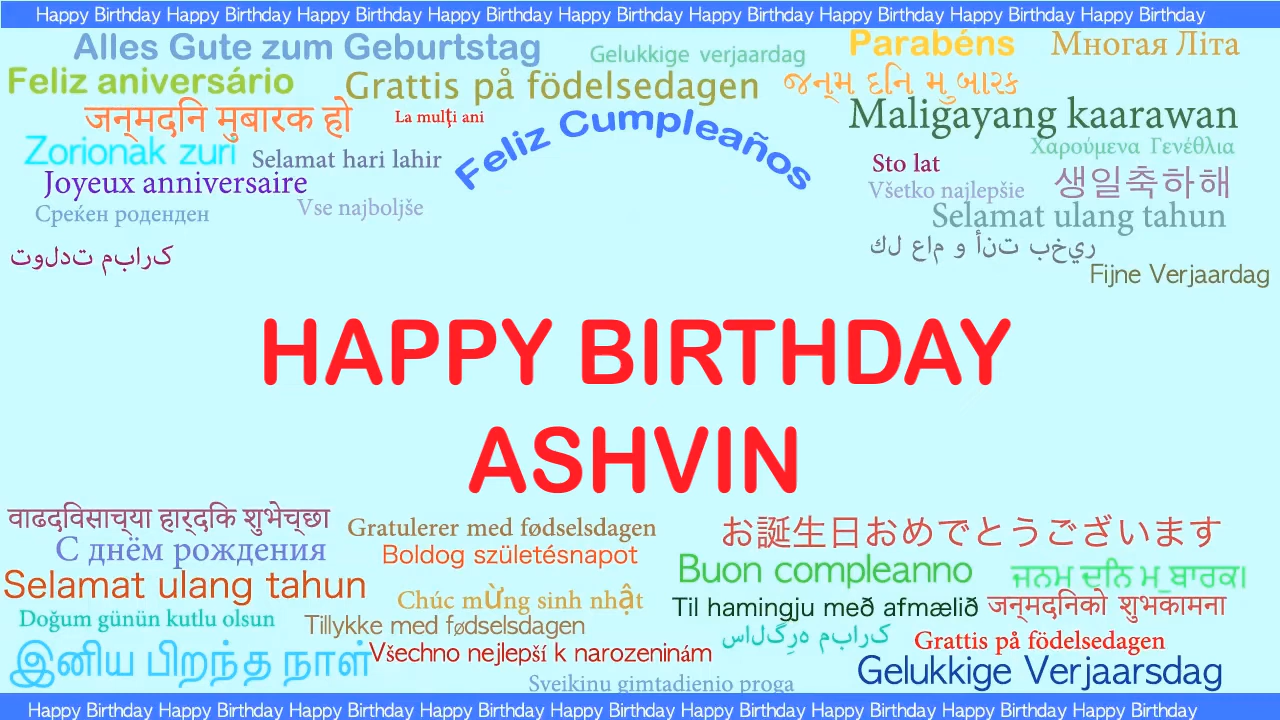 Happy Birthday Happy Birthday Happy Birthday Happy Birthday Happy Birthday Happy Birthday Happy Birthday Happy Birthday Happy Birthday
Alles Gute zum Geburtstag
Gelukkige verjaardag
Parabéns
Многая Літа
Feliz aniversário
Grattis på födelsedagen
જન્મ દનિ મુબારક
जन्मदनि मुबारक हो
La mulţi ani
Feliz Cumpleaños
Maligayang kaarawan
Zorionak zuri
Selamat hari lahir
Χαρούμενα Γενέθλια
Sto lat
Joyeux anniversaire
Všetko najlepšie
생일축하해
Среќен роденден
Vse najboljše
Selamat ulang tahun
تولدت مبارک
كل عام و أنت بخير
Fijne Verjaardag
HAPPY BIRTHDAY
ASHVIN
वाढदविसाच्या हार्दकि शुभेच्छा
Gratulerer med fødselsdagen
お誕生日おめでとうございます
С днём рождения
Boldog születésnapot
Buon compleanno
ਜਨਮ ਦਨਿ ਮੁਬਾਰਕ।
Selamat ulang tahun
Chúc mừng sinh nhật
Til hamingju með afmælið
जन्मदनिको शुभकामना
Doğum günün kutlu olsun
Tillykke med fødselsdagen
سالگرہ مبارک
Grattis på födelsedagen
இனிய பிறந்த நாள்
Všechno nejlepší k narozeninám
Gelukkige Verjaarsdag
Sveikinu gimtadienio proga
Happy Birthday Happy Birthday Happy Birthday Happy Birthday Happy Birthday Happy Birthday Happy Birthday Happy Birthday Happy Birthday